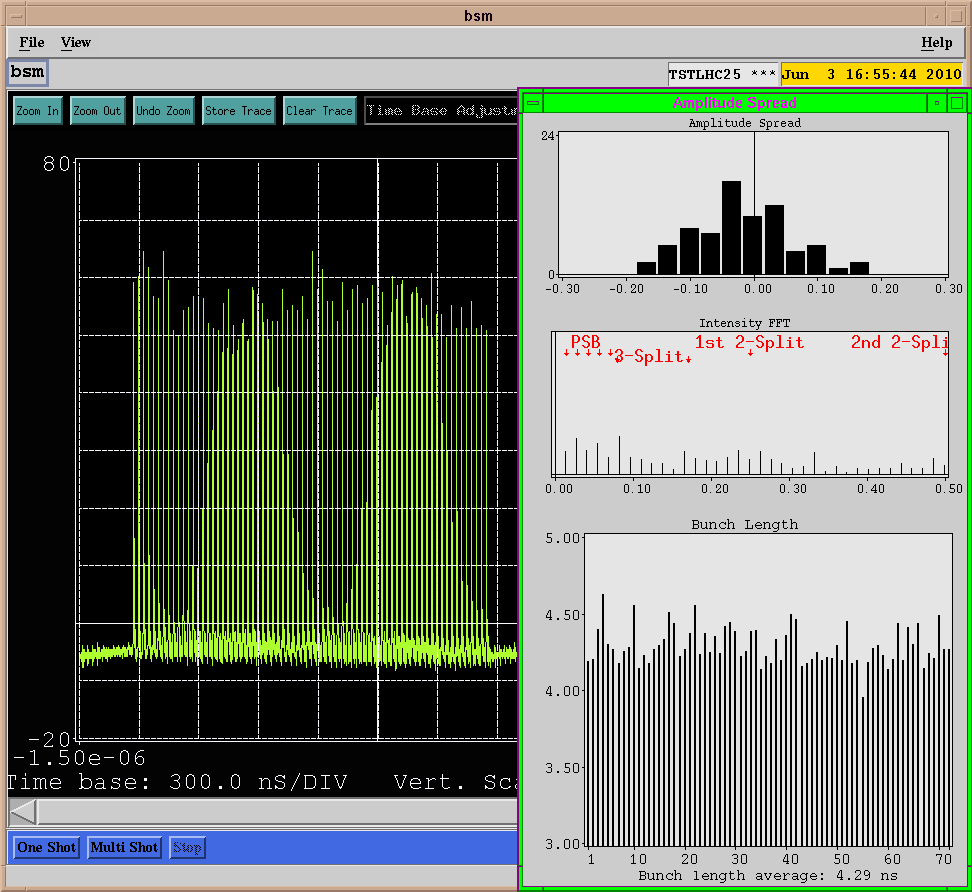 bsm
File View Help
bsm TSTLHC25 *** Jun 3 16:55:44 2010
Zoom In Zoom Out Undo Zoom Store Trace Clear Trace Time Base Adjustm
80
-20
-1.50e-06
Time base: 300.0 nS/DIV Vert. Sca
One Shot Multi Shot Stop
Amplitude Spread
Amplitude Spread
24
0
-0.30 -0.20 -0.10 0.00 0.10 0.20 0.30
Intensity FFT
PSB 1st 2-Split 2nd 2-Spli
3-Split
0.00 0.10 0.20 0.30 0.40 0.50
Bunch Length
5.00
4.50
4.00
3.50
3.00
1 10 20 30 40 50 60 70
Bunch length average: 4.29 ns